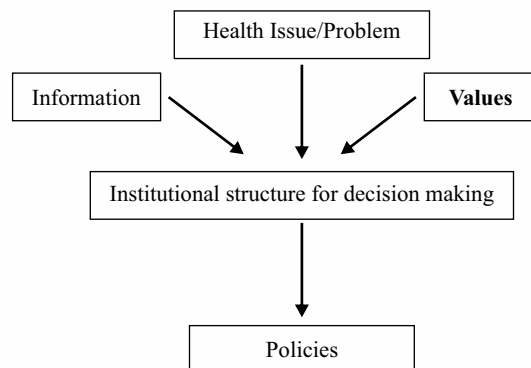 Health Issue/Problem
Information
Values
Institutional structure for decision making
Policies